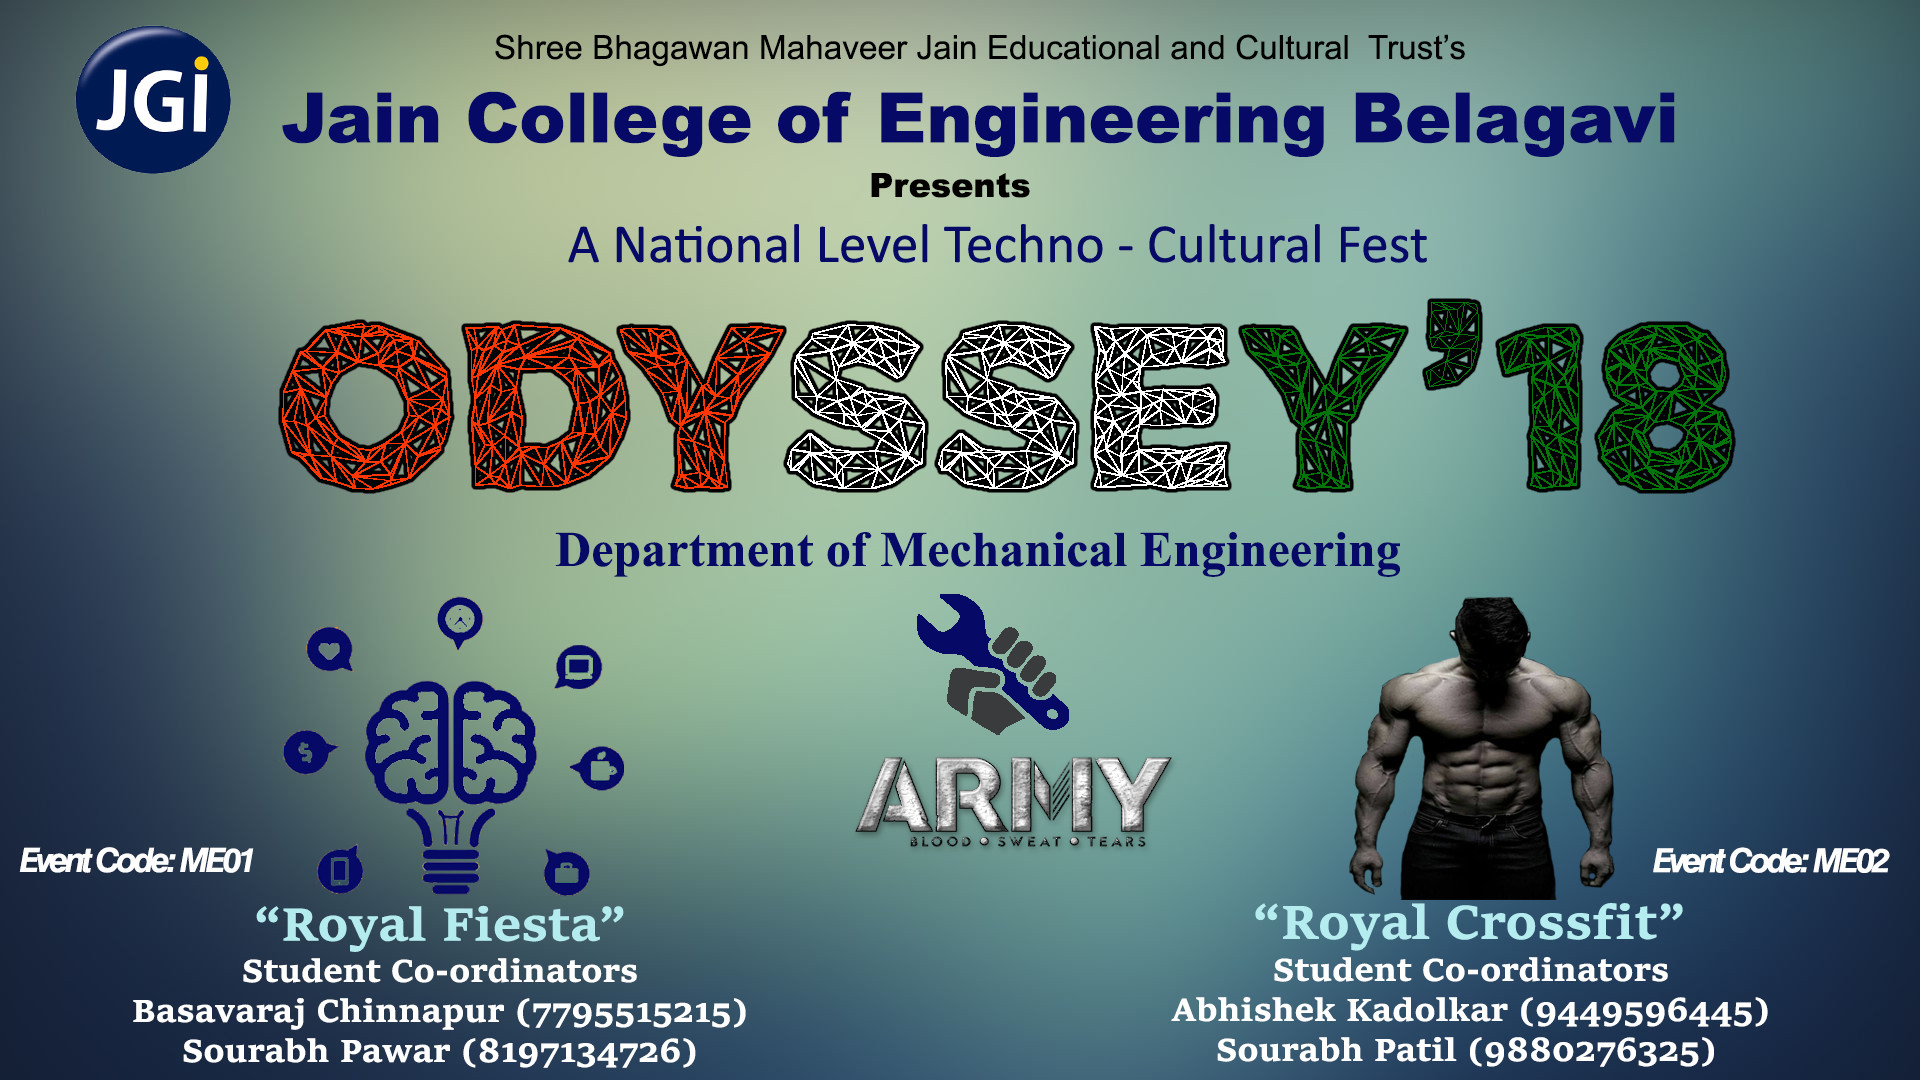 JGi
Shree Bhagawan Mahaveer Jain Educational and Cultural Trust's
Jain College of Engineering Belagavi
Presents
A National Level Techno - Cultural Fest
ODYSSEY'18
Department of Mechanical Engineering
ARMY
BLOOD • SWEAT • TEARS
Event Code: ME01
“Royal Fiesta”
Student Co-ordinators
Basavaraj Chinnapur (7795515215)
Sourabh Pawar (8197134726)
Event Code: ME02
“Royal Crossfit”
Student Co-ordinators
Abhishek Kadolkar (9449596445)
Sourabh Patil (9880276325)